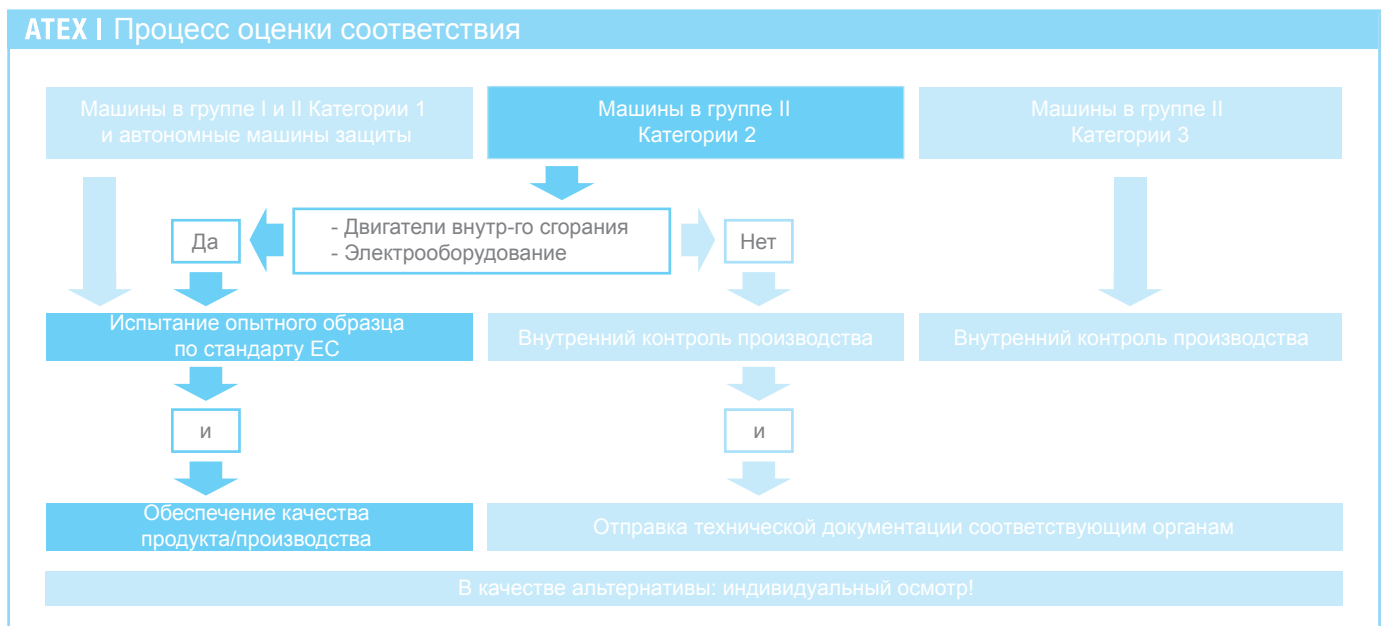 ATEX I Процесс оценки соответствия
Машины в группе I и II Категории 1
и автономные машины защиты
Машины в группе II
Категории 2
Машины в группе II
Категории 3
Да
- Двигатели внутр-го сгорания
- Электрооборудование
Нет
Испытание опытного образца
по стандарту ЕС
Внутренний контроль производства
Внутренний контроль производства
и
и
Обеспечение качества
продукта/производства
Отправка технической документации соответствующим органам
В качестве альтернативы: индивидуальный осмотр!